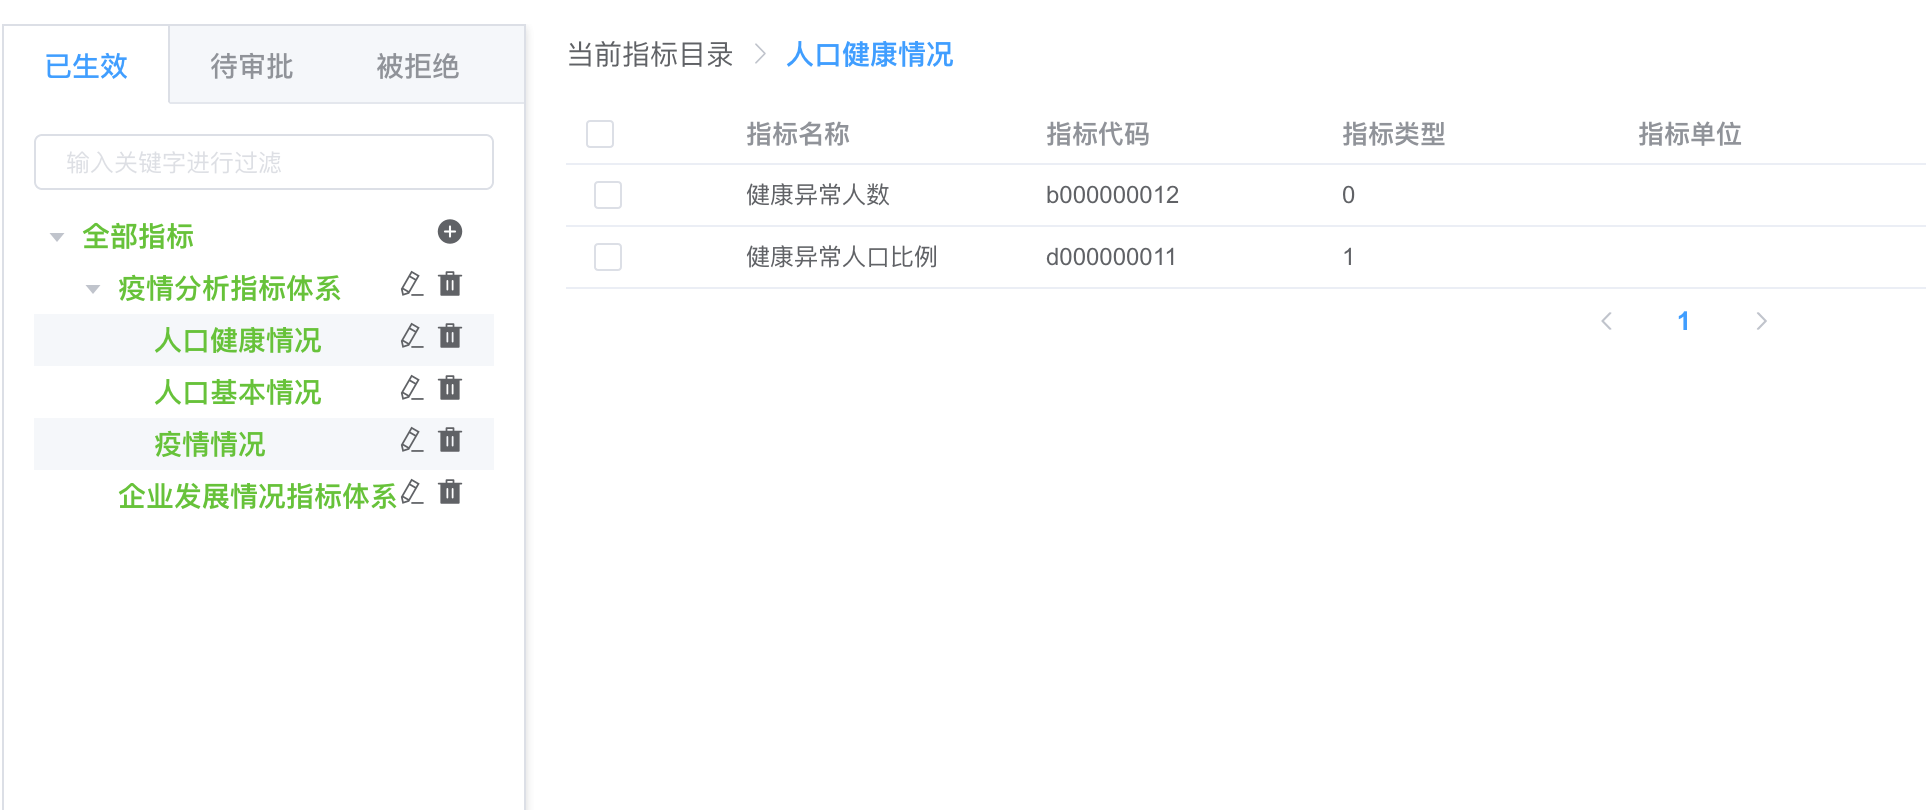 已生效 待审批 被拒绝
输入关键字进行过滤
全部指标
疫情分析指标体系
人口健康情况
人口基本情况
疫情情况
企业发展情况指标体系
当前指标目录 > 人口健康情况
指标名称 指标代码 指标类型 指标单位
健康异常人数 b000000012 0
健康异常人口比例 d000000011 1
< 1 >